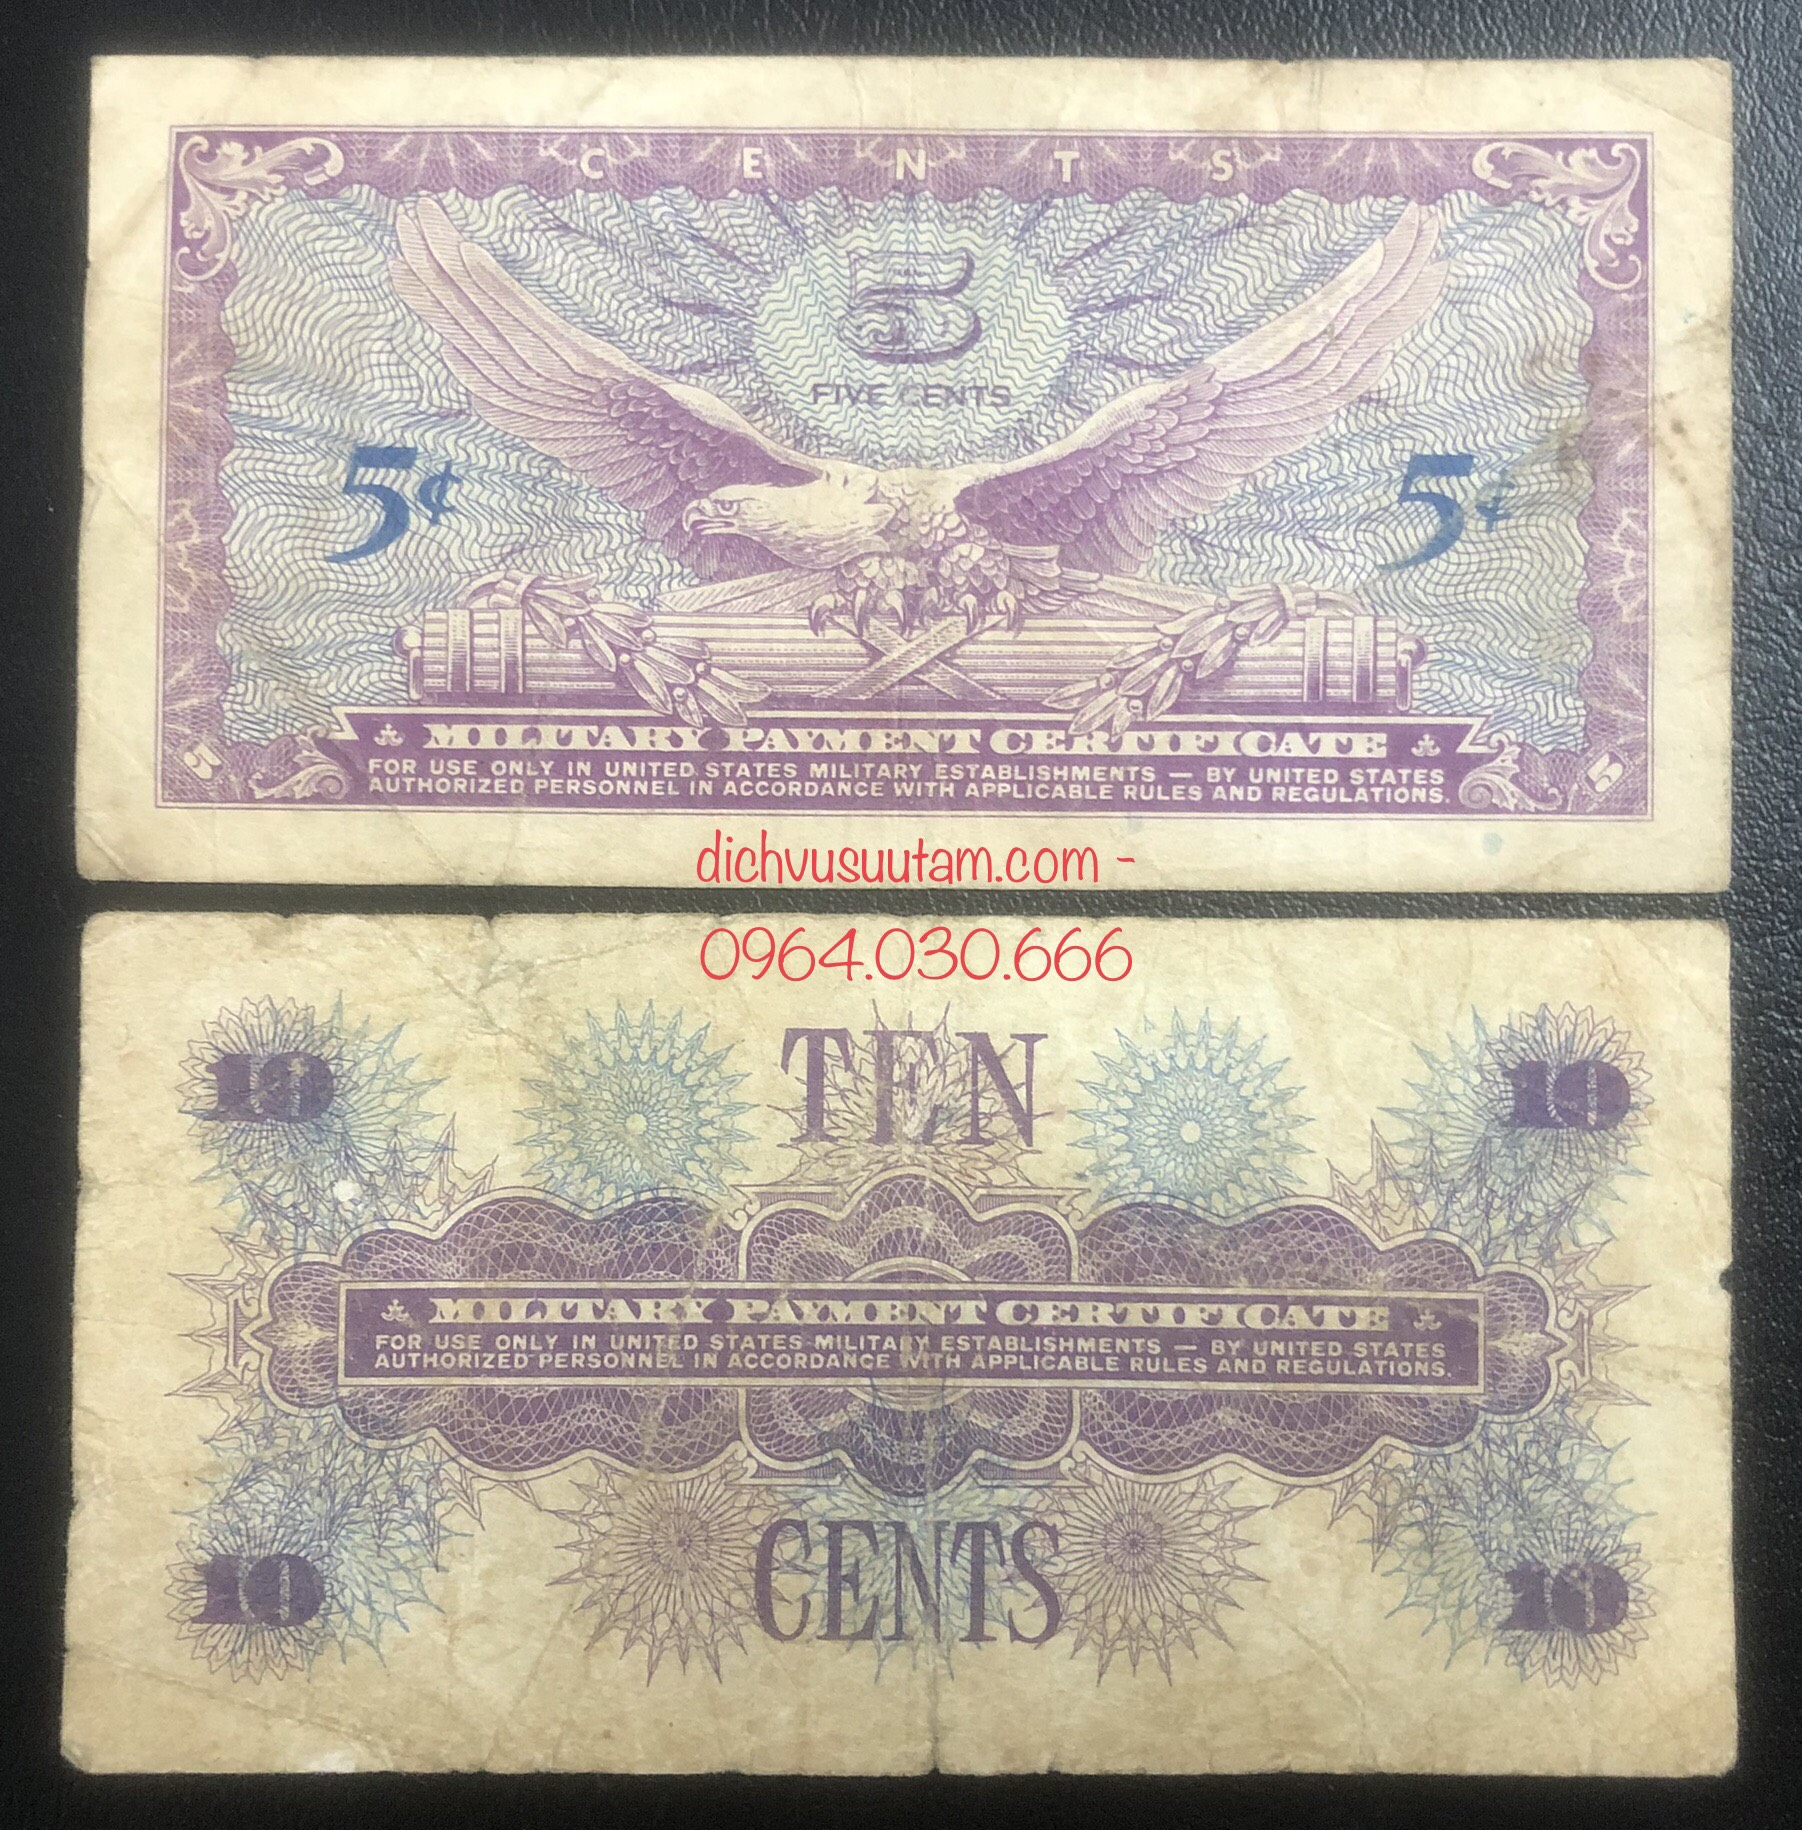 CENTS
5
FIVE CENTS
5¢ 5¢
MILITARY PAYMENT CERTIFICATE
5 FOR USE ONLY IN UNITED STATES MILITARY ESTABLISHMENTS — BY UNITED STATES 5
AUTHORIZED PERSONNEL IN ACCORDANCE WITH APPLICABLE RULES AND REGULATIONS.
dichvusuutam.com -
0964.030.666
10 TEN 10
MILITARY PAYMENT CERTIFICATE
FOR USE ONLY IN UNITED STATES MILITARY ESTABLISHMENTS — BY UNITED STATES
AUTHORIZED PERSONNEL IN ACCORDANCE WITH APPLICABLE RULES AND REGULATIONS.
10 CENTS 10